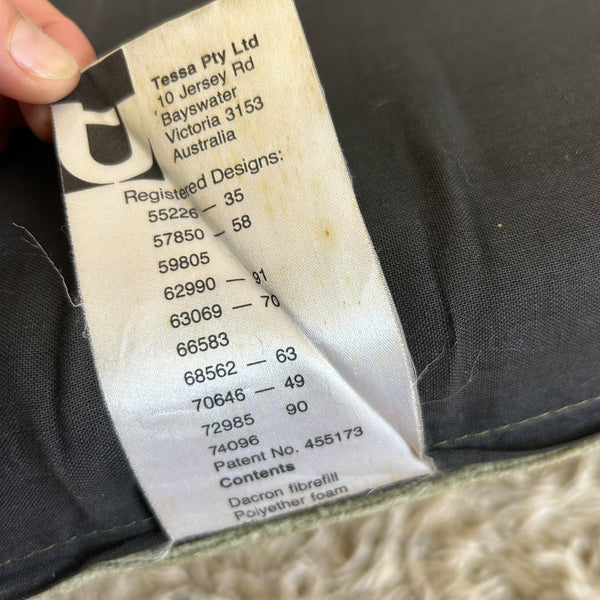 Tessa Pty Ltd
10 Jersey Rd
Bayswater
Victoria 3153
Australia
Registered Designs:
55226 – 35
57850 – 58
59805
62990 – 91
63069 – 70
66583
68562 – 63
70646 – 49
72985 90
74096
Patent No. 455173
Contents
Dacron fibrefill
Polyether foam